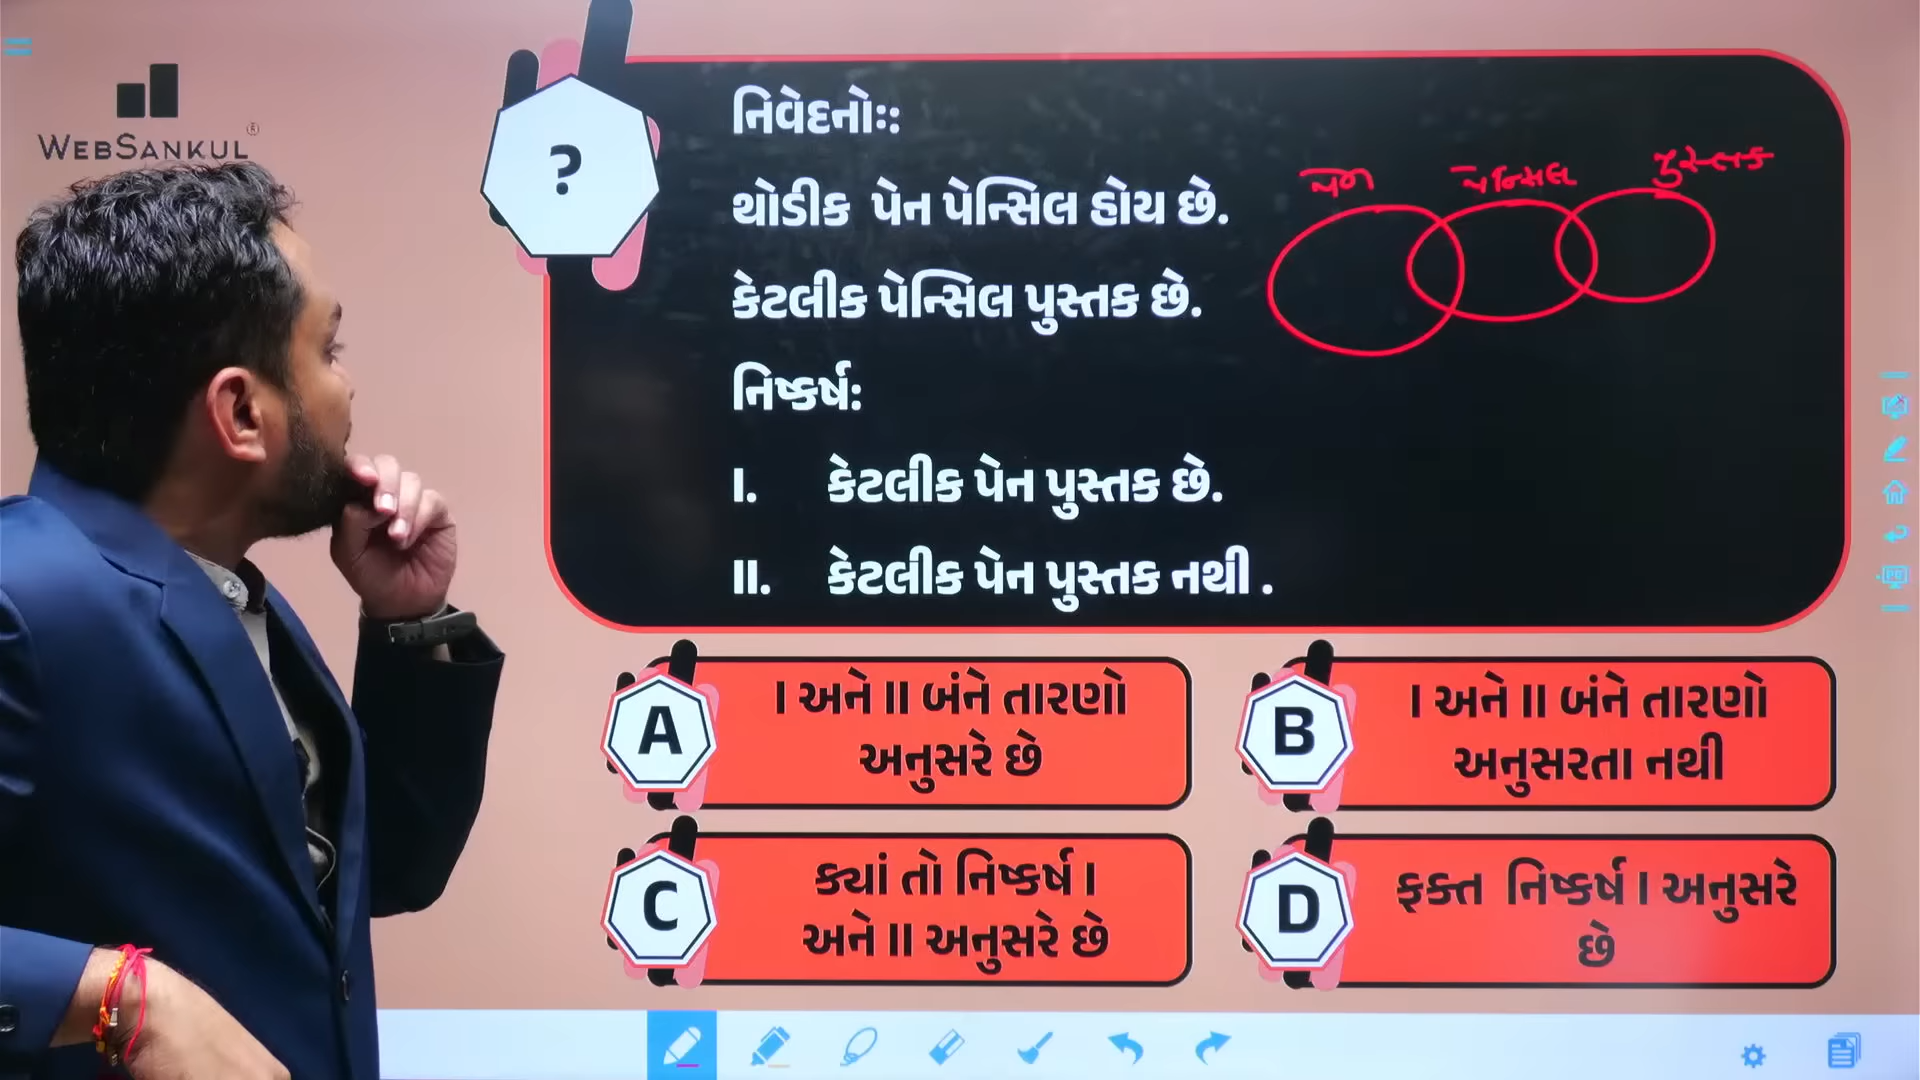 WEBSANKUL®
?
નિવેદનોઃ:
થોડીક પેન પેન્સિલ હોય છે.
કેટલીક પેન્સિલ પુસ્તક છે.
નિષ્કર્ષ:
I. કેટલીક પેન પુસ્તક છે.
II. કેટલીક પેન પુસ્તક નથી .
પેન પેન્સિલ પુસ્તક
A I અને II બંને તારણો
અનુસરે છે
B I અને II બંને તારણો
અનુસરતા નથી
C ક્યાં તો નિષ્કર્ષ I
અને II અનુસરે છે
D ફક્ત નિષ્કર્ષ I અનુસરે
છે